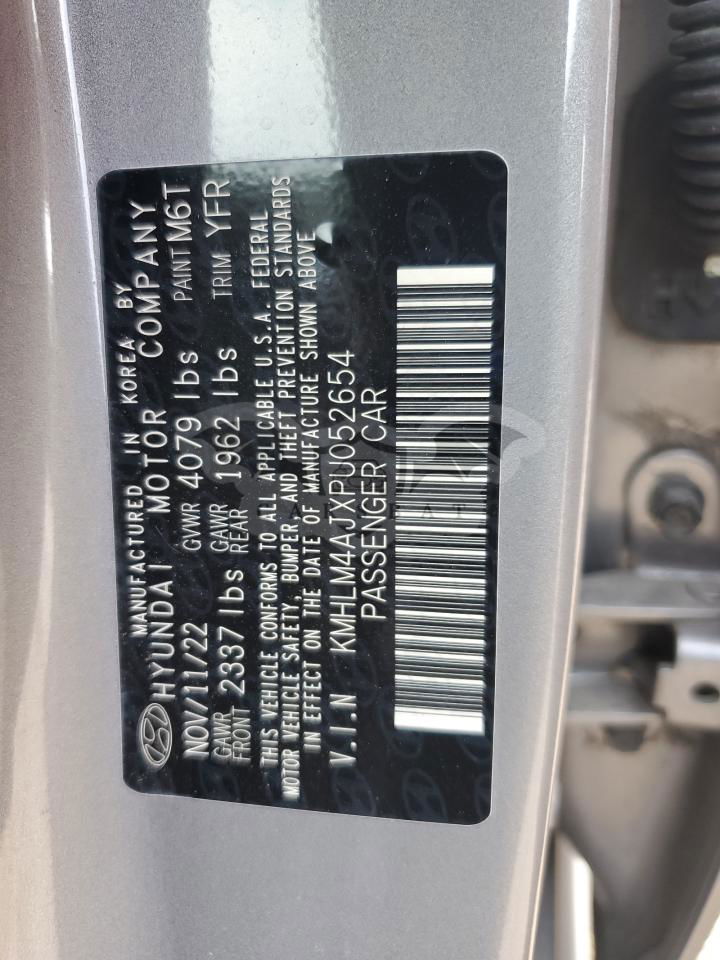 MANUFACTURED IN KOREA BY
HYUNDAI MOTOR COMPANY
NOV/11/22 GVWR 4079 lbs PAINT M6T
GAWR FRONT 2337 lbs GAWR REAR 1962 lbs TRIM YFR
THIS VEHICLE CONFORMS TO ALL APPLICABLE U.S.A. FEDERAL
MOTOR VEHICLE SAFETY, BUMPER, AND THEFT PREVENTION STANDARDS
IN EFFECT ON THE DATE OF MANUFACTURE SHOWN ABOVE
V.I.N KMHLM4AJXPU052654
PASSENGER CAR